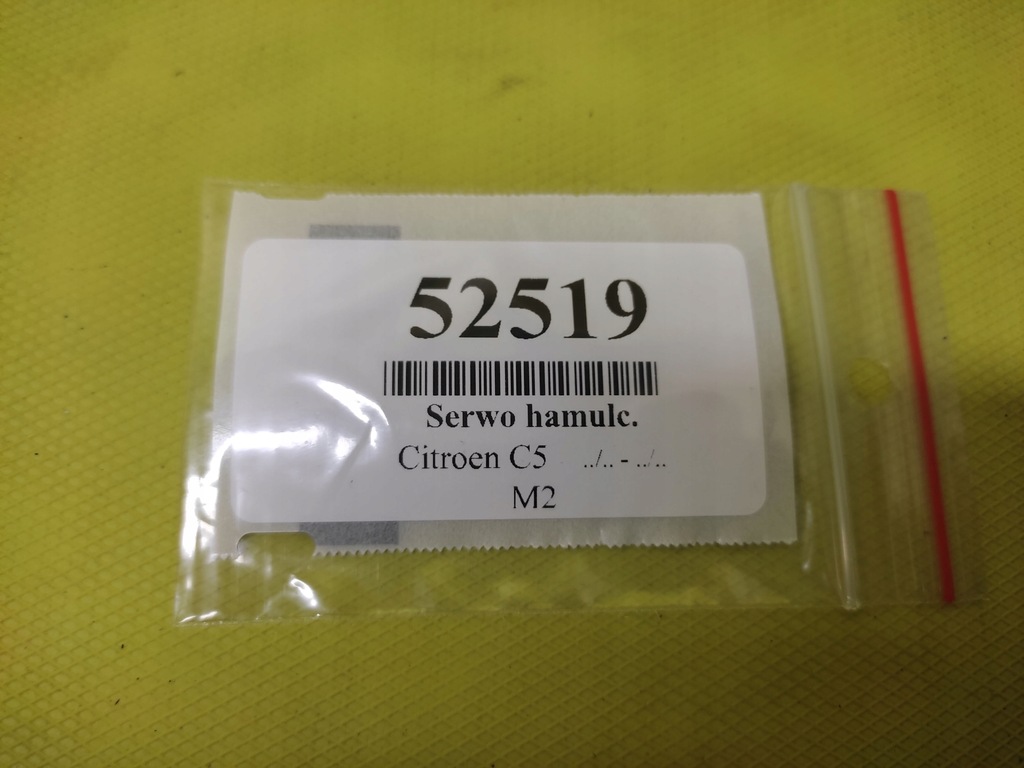 52519
Serwo hamulc.
Citroen C5 ../.. - ../..
M2